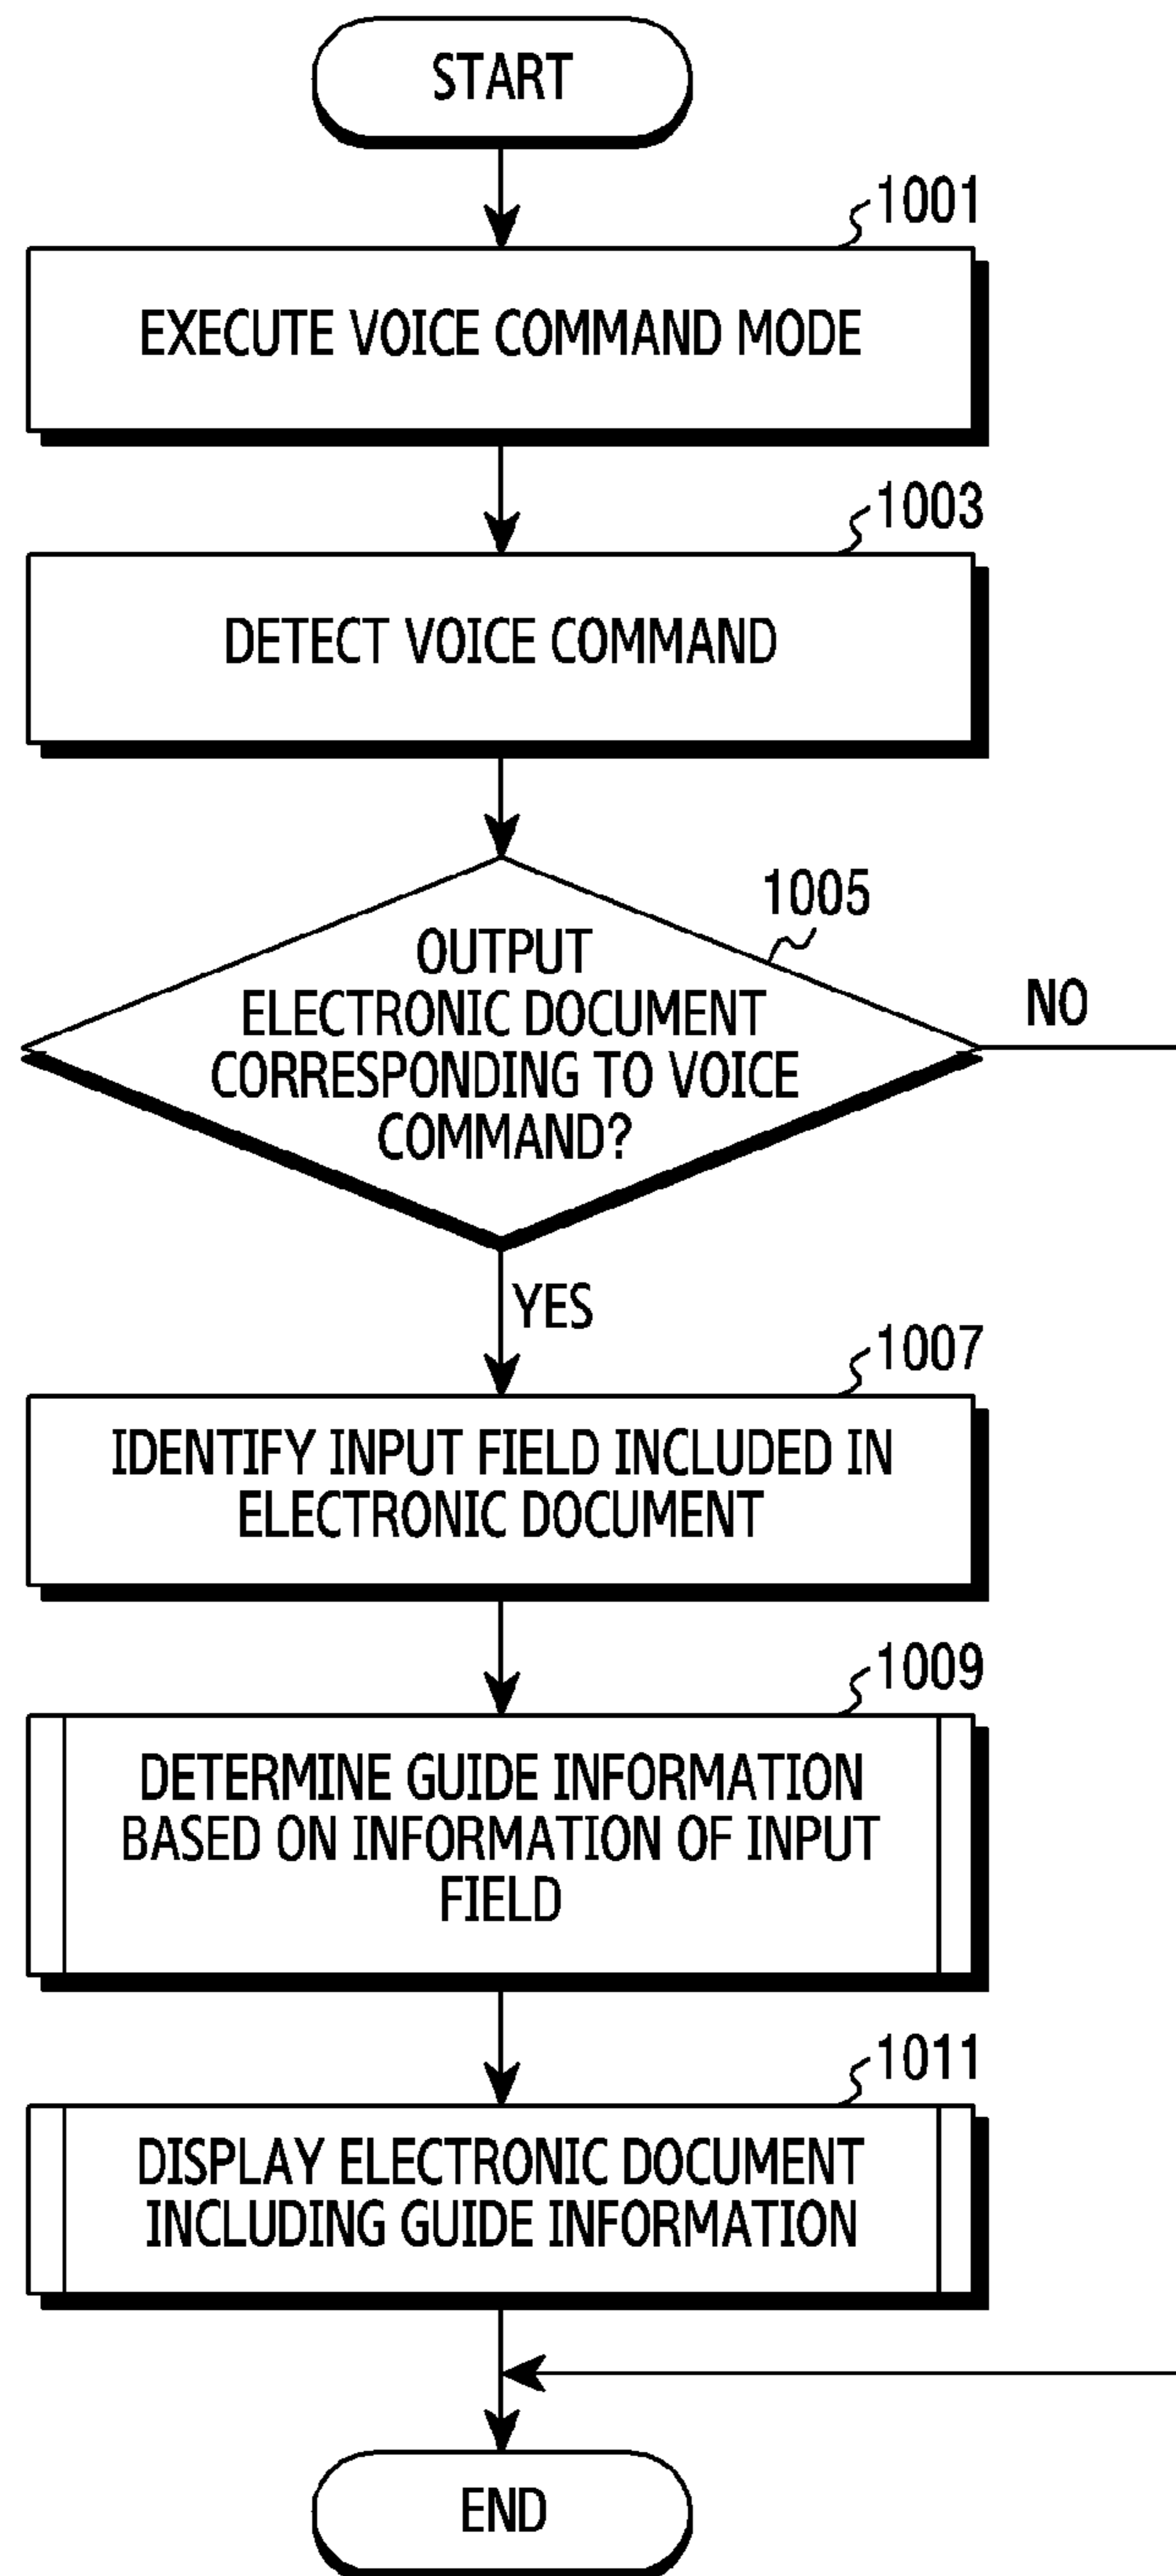 START
1001
EXECUTE VOICE COMMAND MODE
1003
DETECT VOICE COMMAND
1005
OUTPUT
ELECTRONIC DOCUMENT
CORRESPONDING TO VOICE
COMMAND?
NO
YES
1007
IDENTIFY INPUT FIELD INCLUDED IN
ELECTRONIC DOCUMENT
1009
DETERMINE GUIDE INFORMATION
BASED ON INFORMATION OF INPUT
FIELD
1011
DISPLAY ELECTRONIC DOCUMENT
INCLUDING GUIDE INFORMATION
END